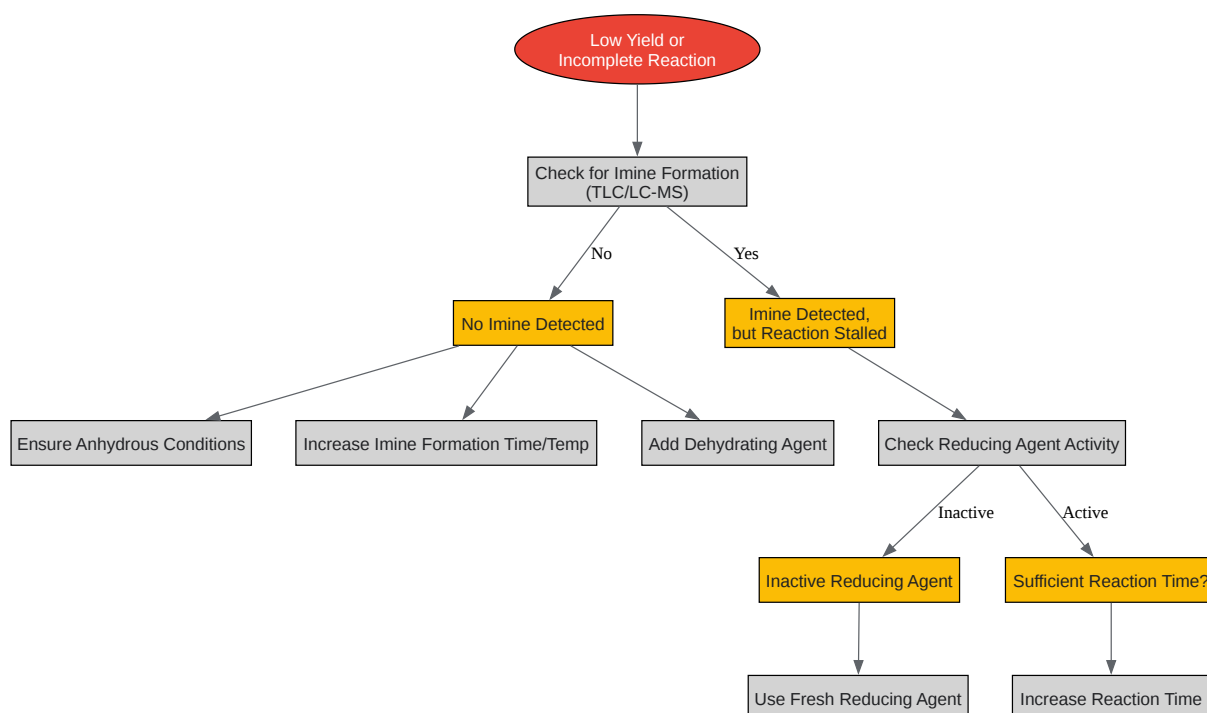 Low Yield or
Incomplete Reaction
Check for Imine Formation
(TLC/LC-MS)
No
Yes
No Imine Detected
Imine Detected,
but Reaction Stalled
Ensure Anhydrous Conditions
Increase Imine Formation Time/Temp
Add Dehydrating Agent
Check Reducing Agent Activity
Inactive
Active
Inactive Reducing Agent
Sufficient Reaction Time?
Use Fresh Reducing Agent
Increase Reaction Time